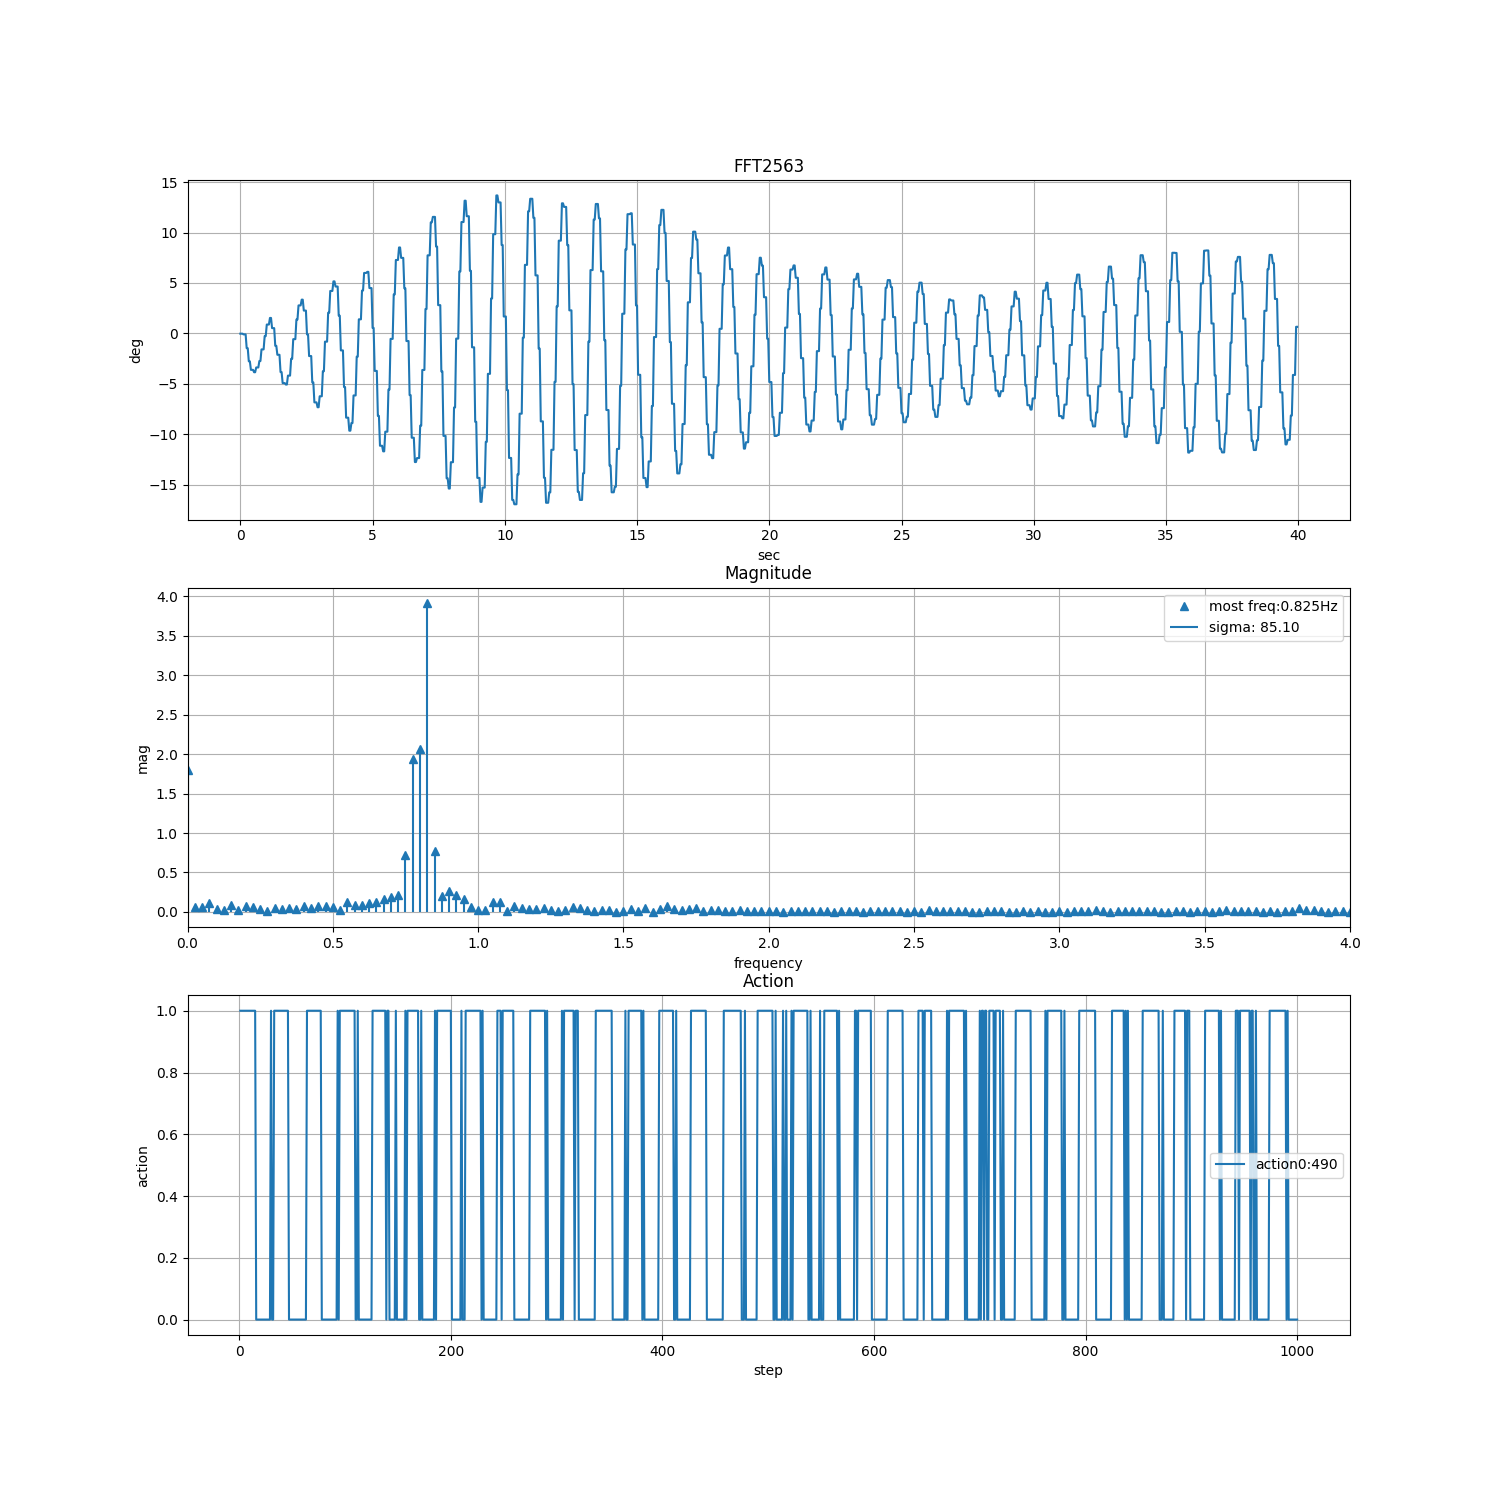 FFT2563
15
10
5
0
−5
−10
−15
deg
0 5 10 15 20 25 30 35 40
sec
Magnitude
4.0
3.5
3.0
2.5
2.0
1.5
1.0
0.5
0.0
mag
most freq:0.825Hz
sigma: 85.10
0.0 0.5 1.0 1.5 2.0 2.5 3.0 3.5 4.0
frequency
Action
1.0
0.8
0.6
0.4
0.2
0.0
action
action0:490
0 200 400 600 800 1000
step